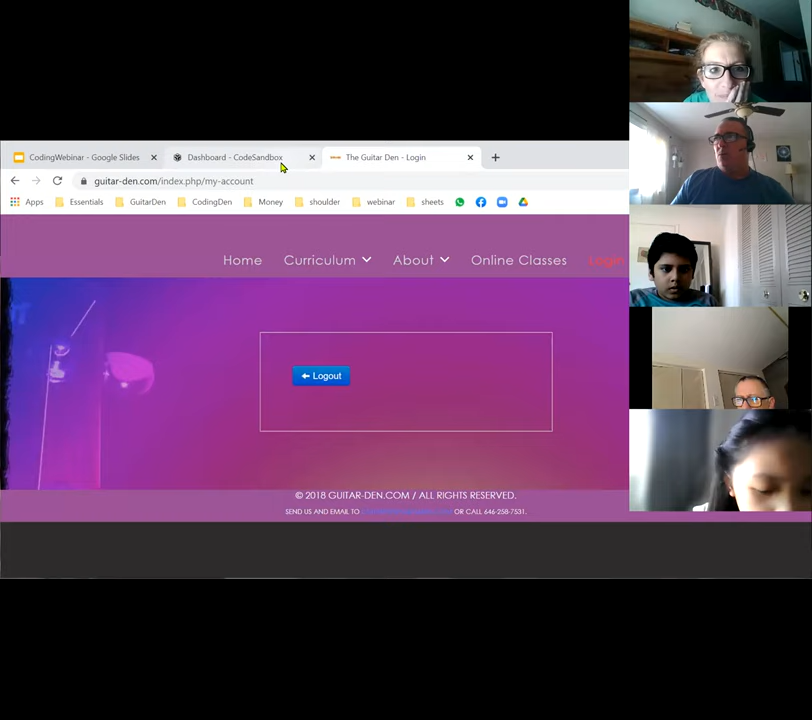 CodingWebinar - Google Slides
Dashboard - CodeSandbox
The Guitar Den - Login
guitar-den.com/index.php/my-account
Apps Essentials GuitarDen CodingDen Money shoulder webinar sheets
Home Curriculum About Online Classes Login
Logout
© 2018 GUITAR-DEN.COM / ALL RIGHTS RESERVED.
SEND US AND EMAIL TO OR CALL 646-258-7531.